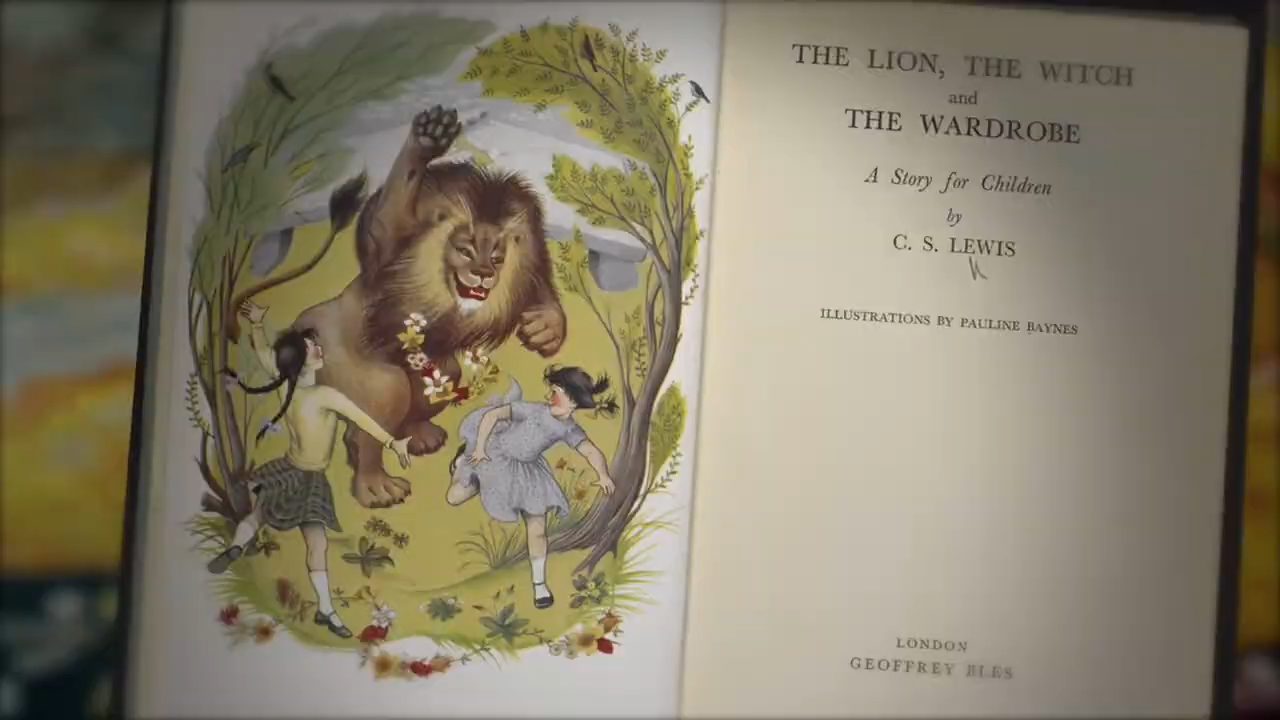 THE LION, THE WITCH
and
THE WARDROBE
A Story for Children
by
C. S. LEWIS
ILLUSTRATIONS BY PAULINE BAYNES
LONDON
GEOFFREY BLES